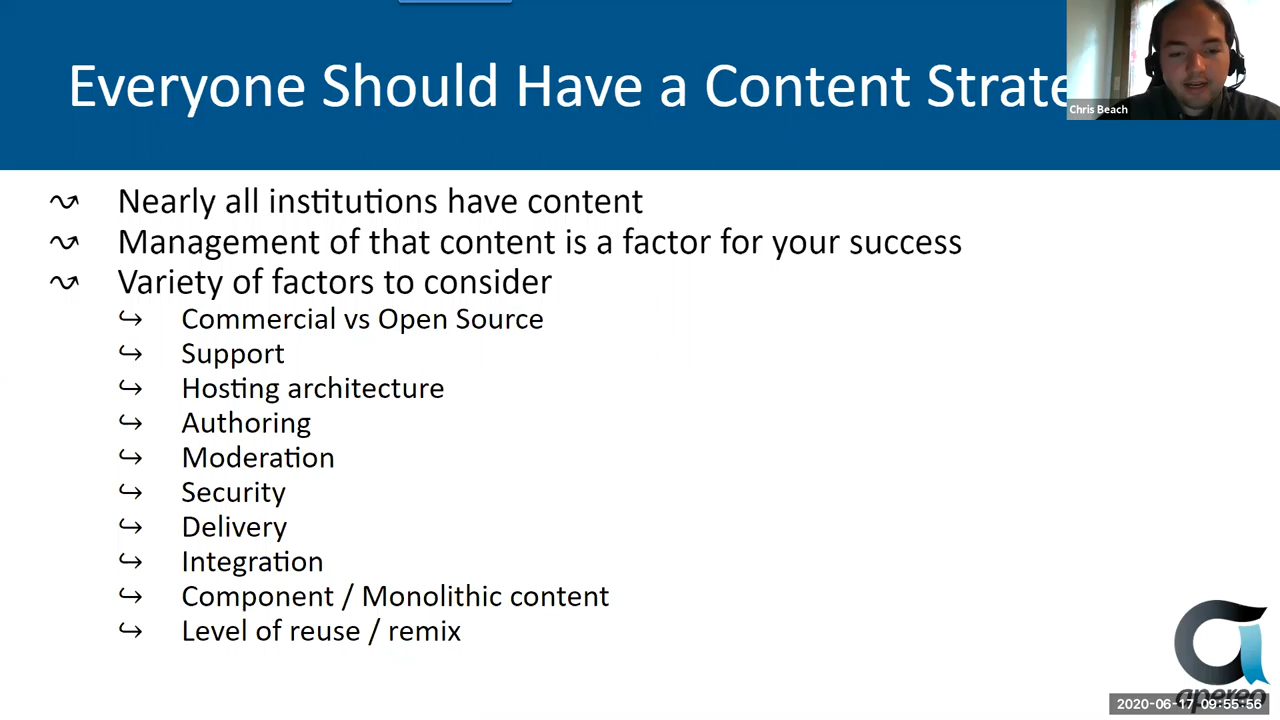 Everyone Should Have a Content Strate
Chris Beach
Nearly all institutions have content
Management of that content is a factor for your success
Variety of factors to consider
Commercial vs Open Source
Support
Hosting architecture
Authoring
Moderation
Security
Delivery
Integration
Component / Monolithic content
Level of reuse / remix
apereo
2020-06-17 09:55:56